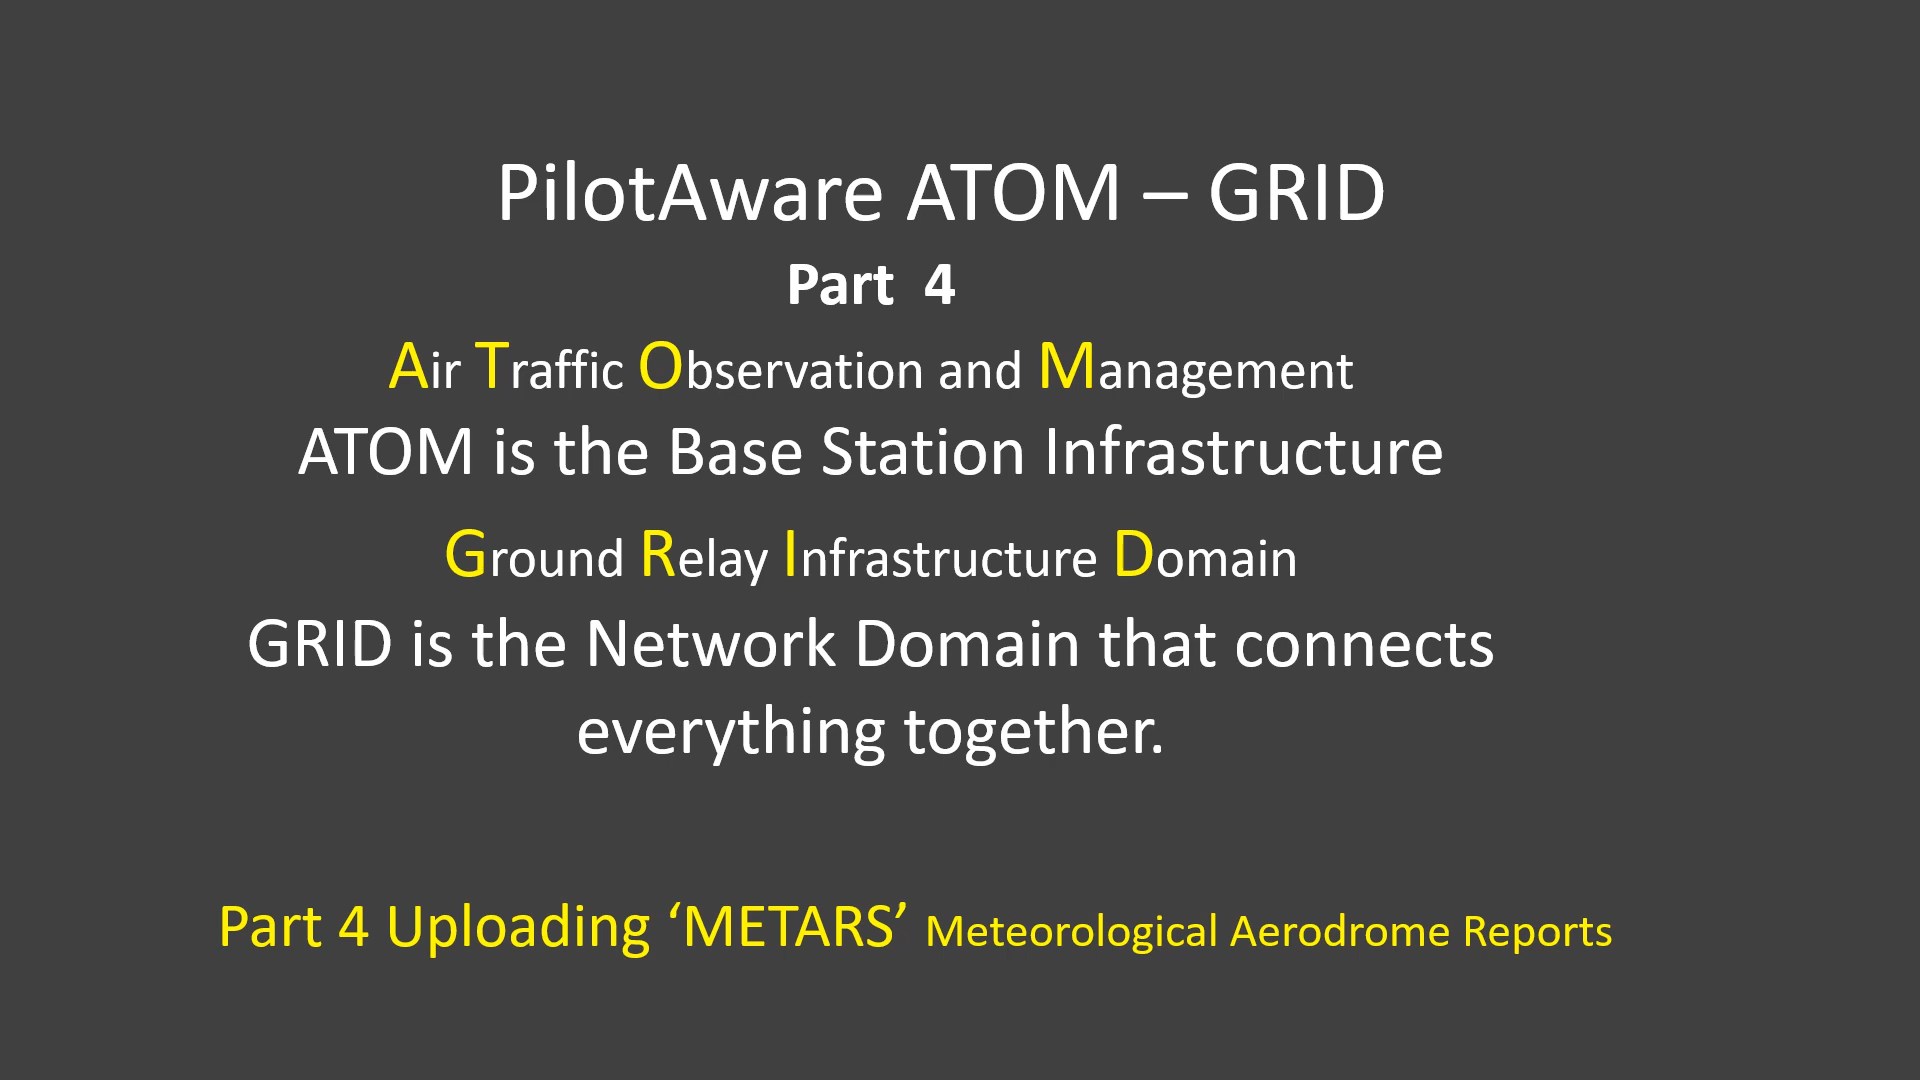 PilotAware ATOM – GRID
Part  4
Air Traffic Observation and Management
ATOM is the Base Station Infrastructure
Ground Relay Infrastructure Domain
GRID is the Network Domain that connects
everything together.
Part 4 Uploading ‘METARS’ Meteorological Aerodrome Reports